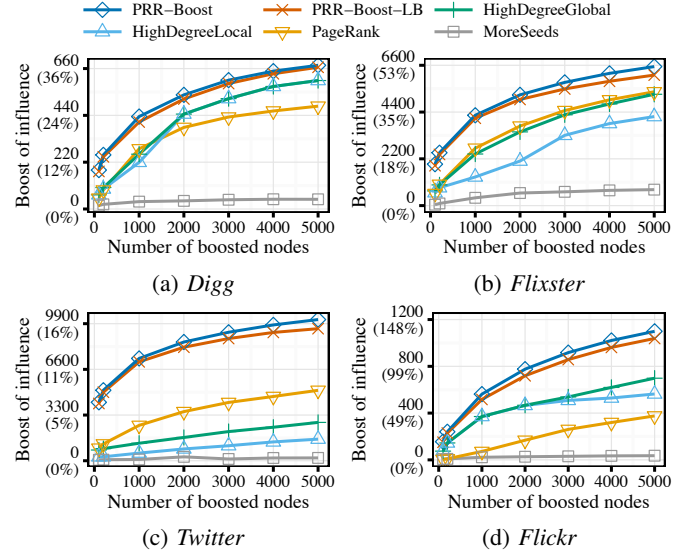 PRR−Boost PRR−Boost−LB HighDegreeGlobal
HighDegreeLocal PageRank MoreSeeds
Boost of influence
660
(36%)
440
(24%)
220
(12%)
0
(0%)
0 1000 2000 3000 4000 5000
Number of boosted nodes
(a) Digg
Boost of influence
6600
(53%)
4400
(35%)
2200
(18%)
0
(0%)
0 1000 2000 3000 4000 5000
Number of boosted nodes
(b) Flixster
Boost of influence
9900
(16%)
6600
(11%)
3300
(5%)
0
(0%)
0 1000 2000 3000 4000 5000
Number of boosted nodes
(c) Twitter
Boost of influence
1200
(148%)
800
(99%)
400
(49%)
0
(0%)
0 1000 2000 3000 4000 5000
Number of boosted nodes
(d) Flickr